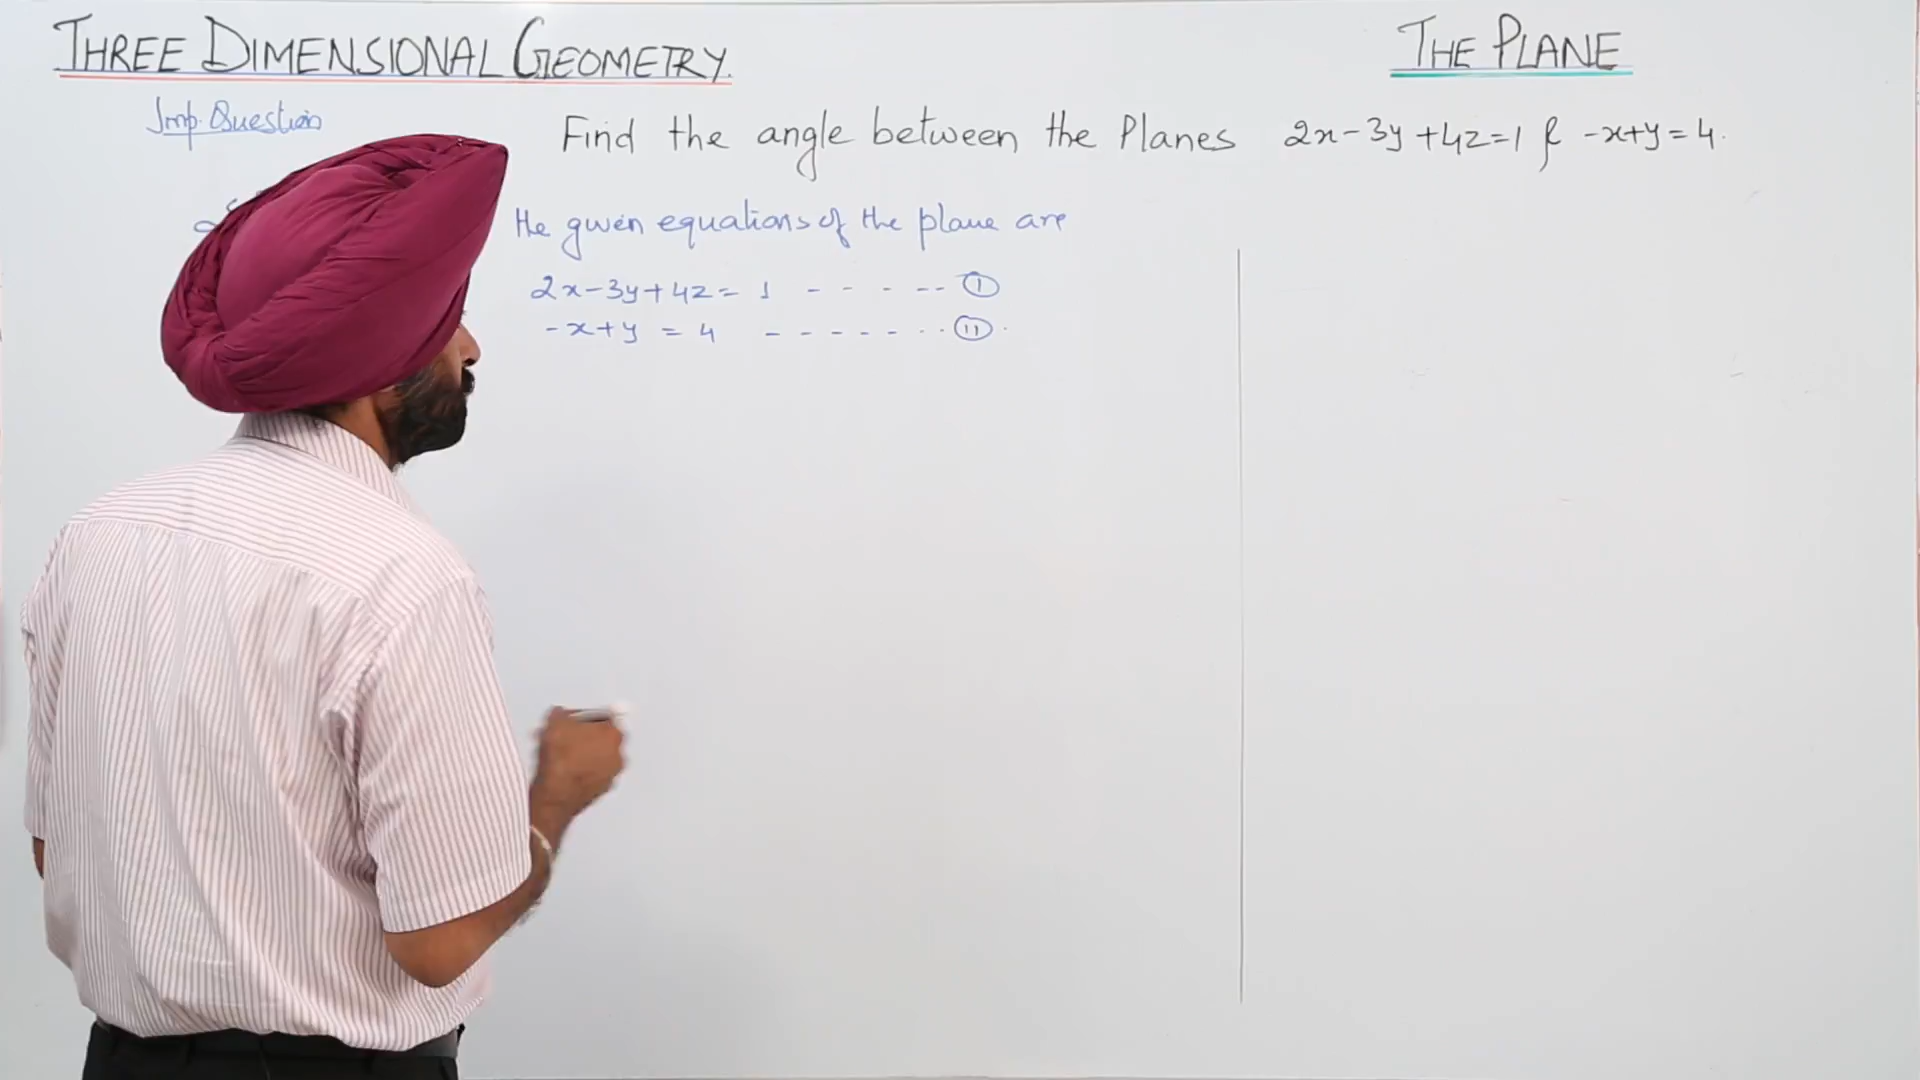 THREE DIMENSIONAL GEOMETRY.
THE PLANE
Imp. Question
Find the angle between the Planes 2x-3y+4z=1 & -x+y=4.
the given equations of the plane are
2x-3y+4z= 1 - - - - - (I)
-x+y = 4 - - - - - - - - (II).